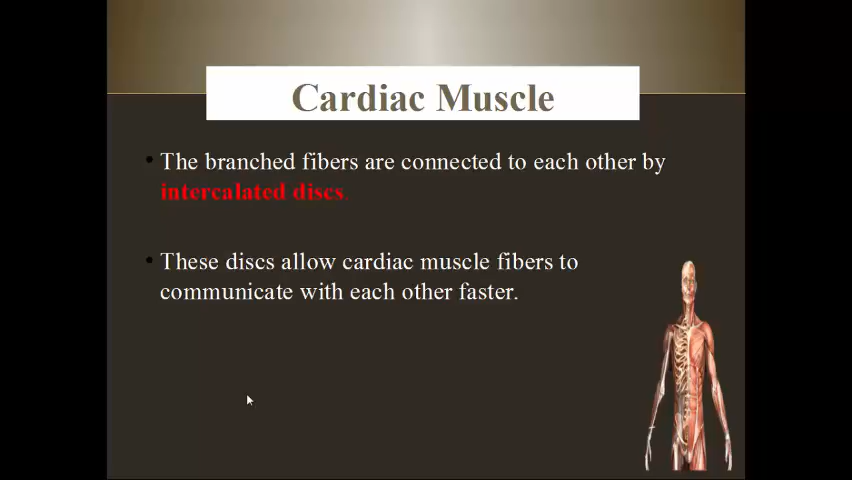 Cardiac Muscle
• The branched fibers are connected to each other by
intercalated discs.
• These discs allow cardiac muscle fibers to
communicate with each other faster.